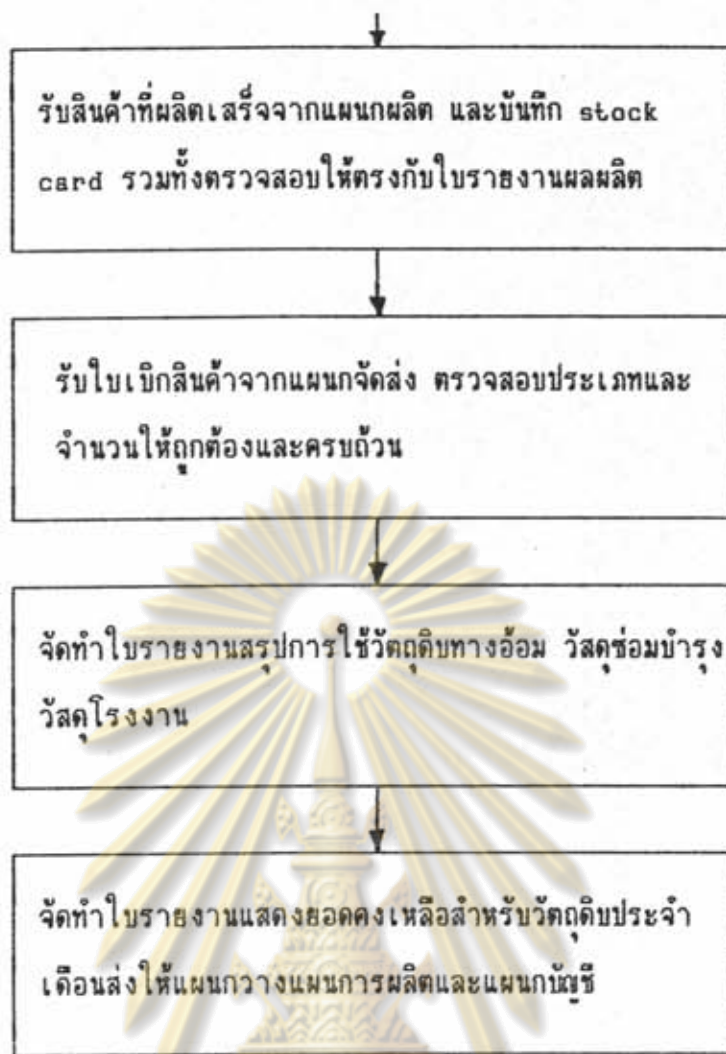 รับสินค้าที่ผลิตเสร็จจากแผนกผลิต และบันทึก stock
card รวมทั้งตรวจสอบให้ตรงกับใบรายงานผลผลิต
รับใบเบิกสินค้าจากแผนกจัดส่ง ตรวจสอบประเภทและ
จำนวนให้ถูกต้องและครบถ้วน
จัดทำใบรายงานสรุปการใช้วัตถุดิบทางอ้อม วัสดุซ่อมบำรุง
วัสดุโรงงาน
จัดทำใบรายงานแสดงยอดคงเหลือสำหรับวัตถุดิบประจำ
เดือนส่งให้แผนกวางแผนการผลิตและแผนกบัญชี